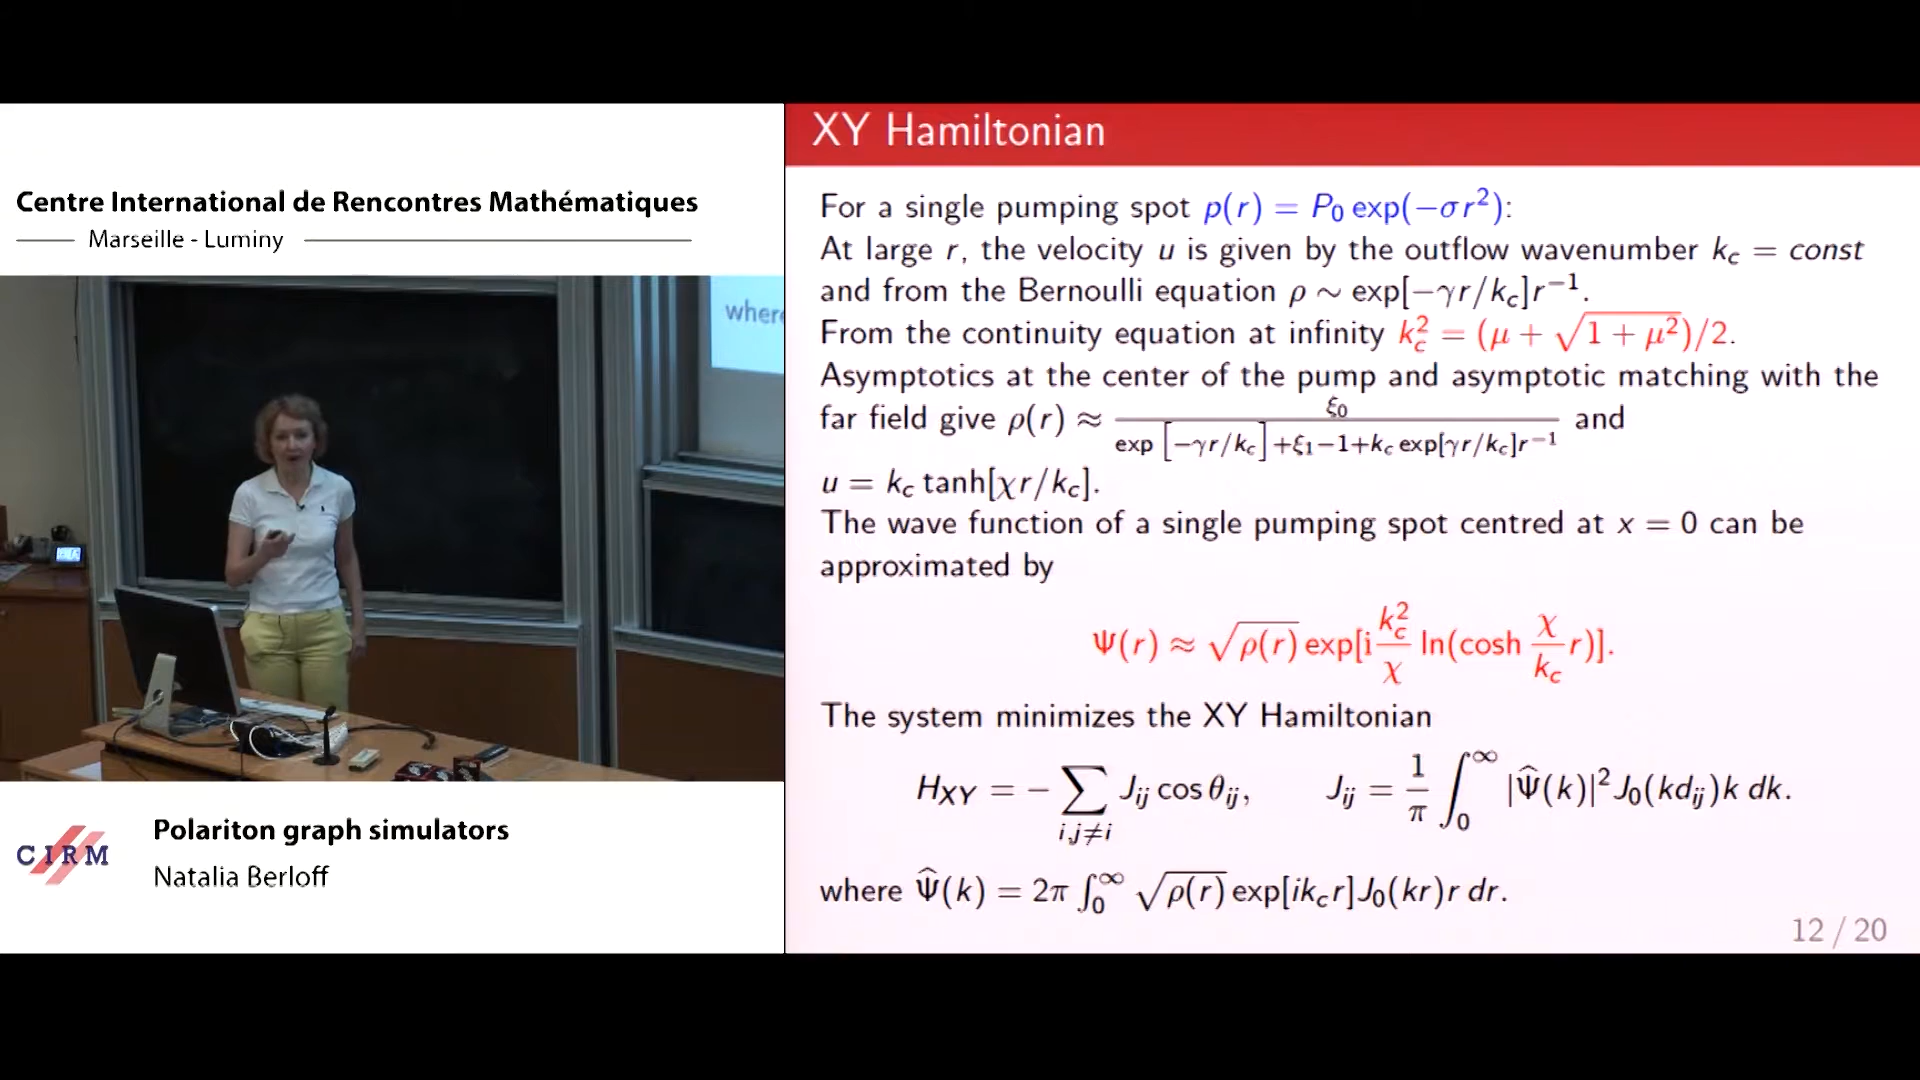 Centre International de Rencontres Mathématiques
Marseille - Luminy
where
CIRM
Polariton graph simulators
Natalia Berloff
XY Hamiltonian
For a single pumping spot p(r) = P₀ exp(−σr²):
At large r, the velocity u is given by the outflow wavenumber k_c = const
and from the Bernoulli equation ρ ∼ exp[−γr/k_c]r⁻¹.
From the continuity equation at infinity k_c² = (μ + √(1 + μ²))/2.
Asymptotics at the center of the pump and asymptotic matching with the
far field give ρ(r) ≈ ξ₀ / (exp[−γr/k_c]+ξ₁−1+k_c exp[γr/k_c]r⁻¹) and
u = k_c tanh[χr/k_c].
The wave function of a single pumping spot centred at x = 0 can be
approximated by
Ψ(r) ≈ √ρ(r) exp[i (k_c²/χ) ln(cosh (χ/k_c) r)].
The system minimizes the XY Hamiltonian
H_XY = − ∑_{i,j≠i} J_ij cos θ_ij,  J_ij = (1/π) ∫₀^∞ |Ψ̂(k)|² J₀(kd_ij)k dk.
where Ψ̂(k) = 2π ∫₀^∞ √ρ(r) exp[ik_c r]J₀(kr)r dr.
12 / 20